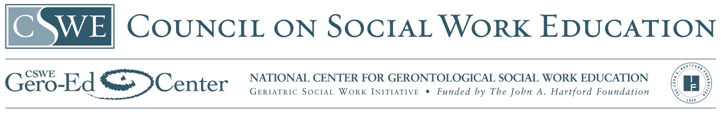 CSWE COUNCIL ON SOCIAL WORK EDUCATION
CSWE
Gero-Ed Center
NATIONAL CENTER FOR GERONTOLOGICAL SOCIAL WORK EDUCATION
GERIATRIC SOCIAL WORK INITIATIVE • Funded by The John A. Hartford Foundation